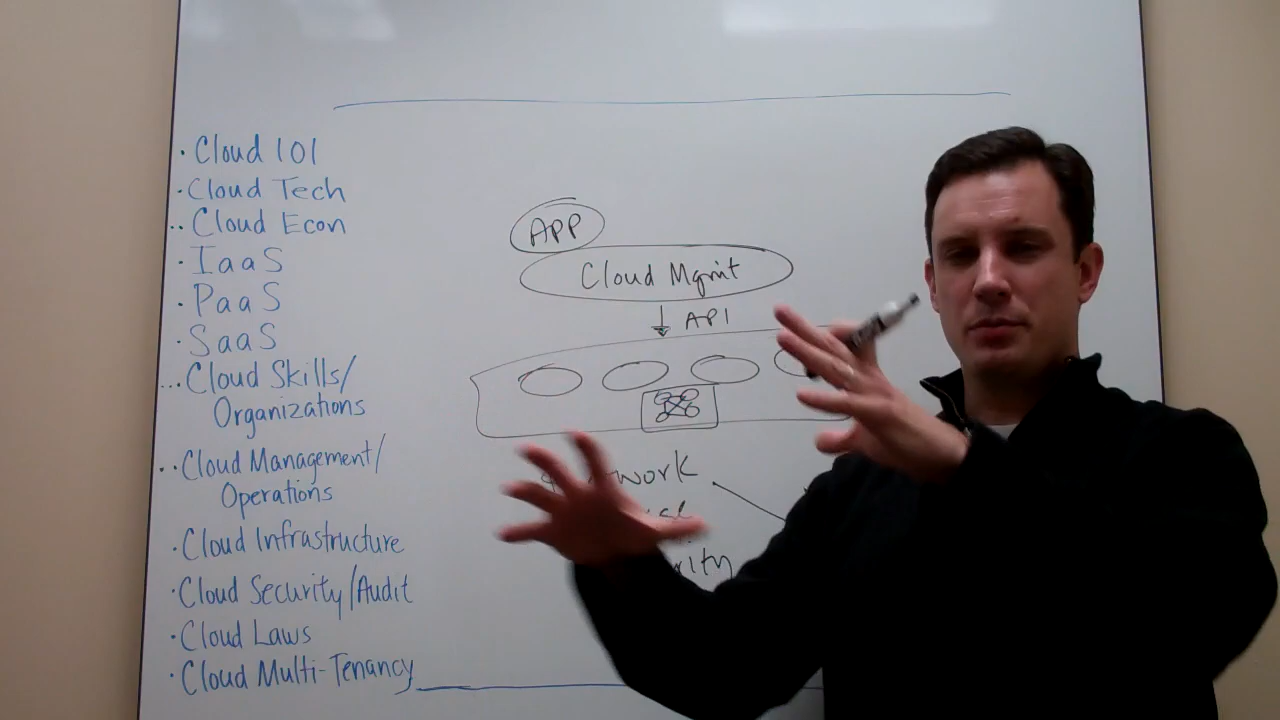 · Cloud 101
· Cloud Tech
.. Cloud Econ
· IaaS
· PaaS
· SaaS
... Cloud Skills/
Organizations
.. Cloud Management/
Operations
· Cloud Infrastructure
· Cloud Security/Audit
· Cloud Laws
· Cloud Multi-Tenancy
APP
Cloud Mgmt
↓ API